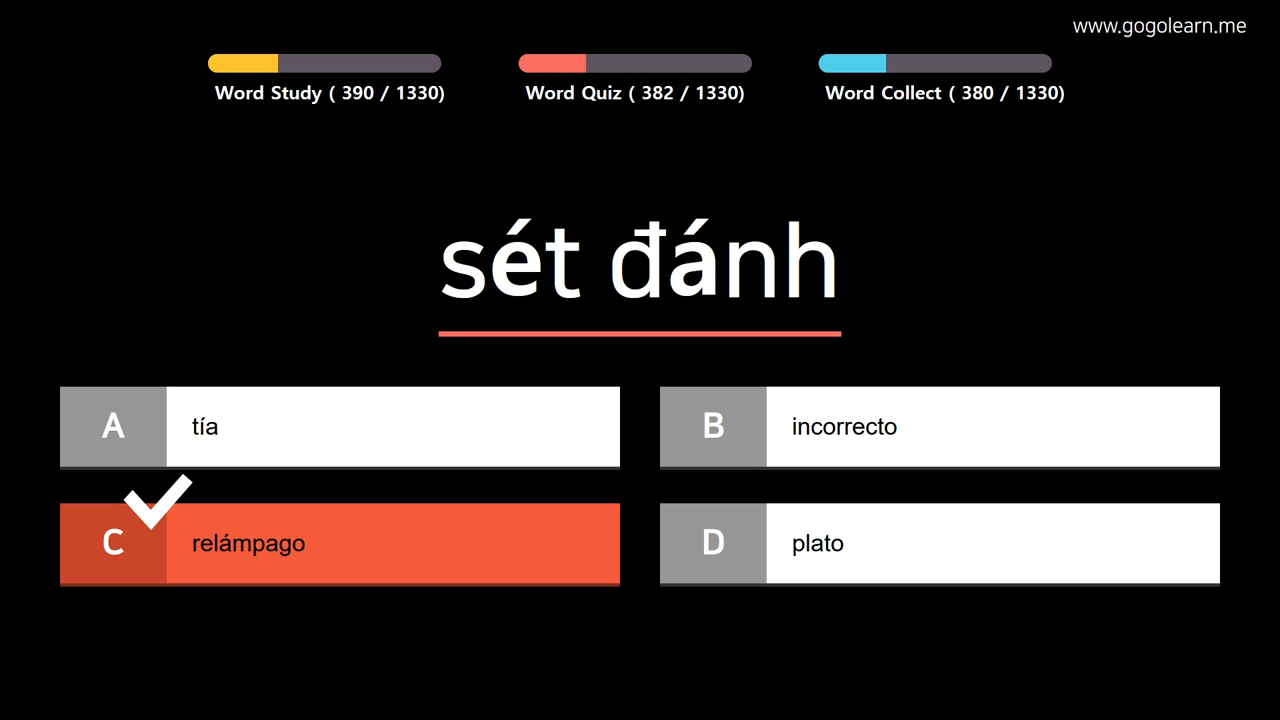 www.gogolearn.me
Word Study ( 390 / 1330)
Word Quiz ( 382 / 1330)
Word Collect ( 380 / 1330)
sét đánh
A tía
B incorrecto
C relámpago
D plato